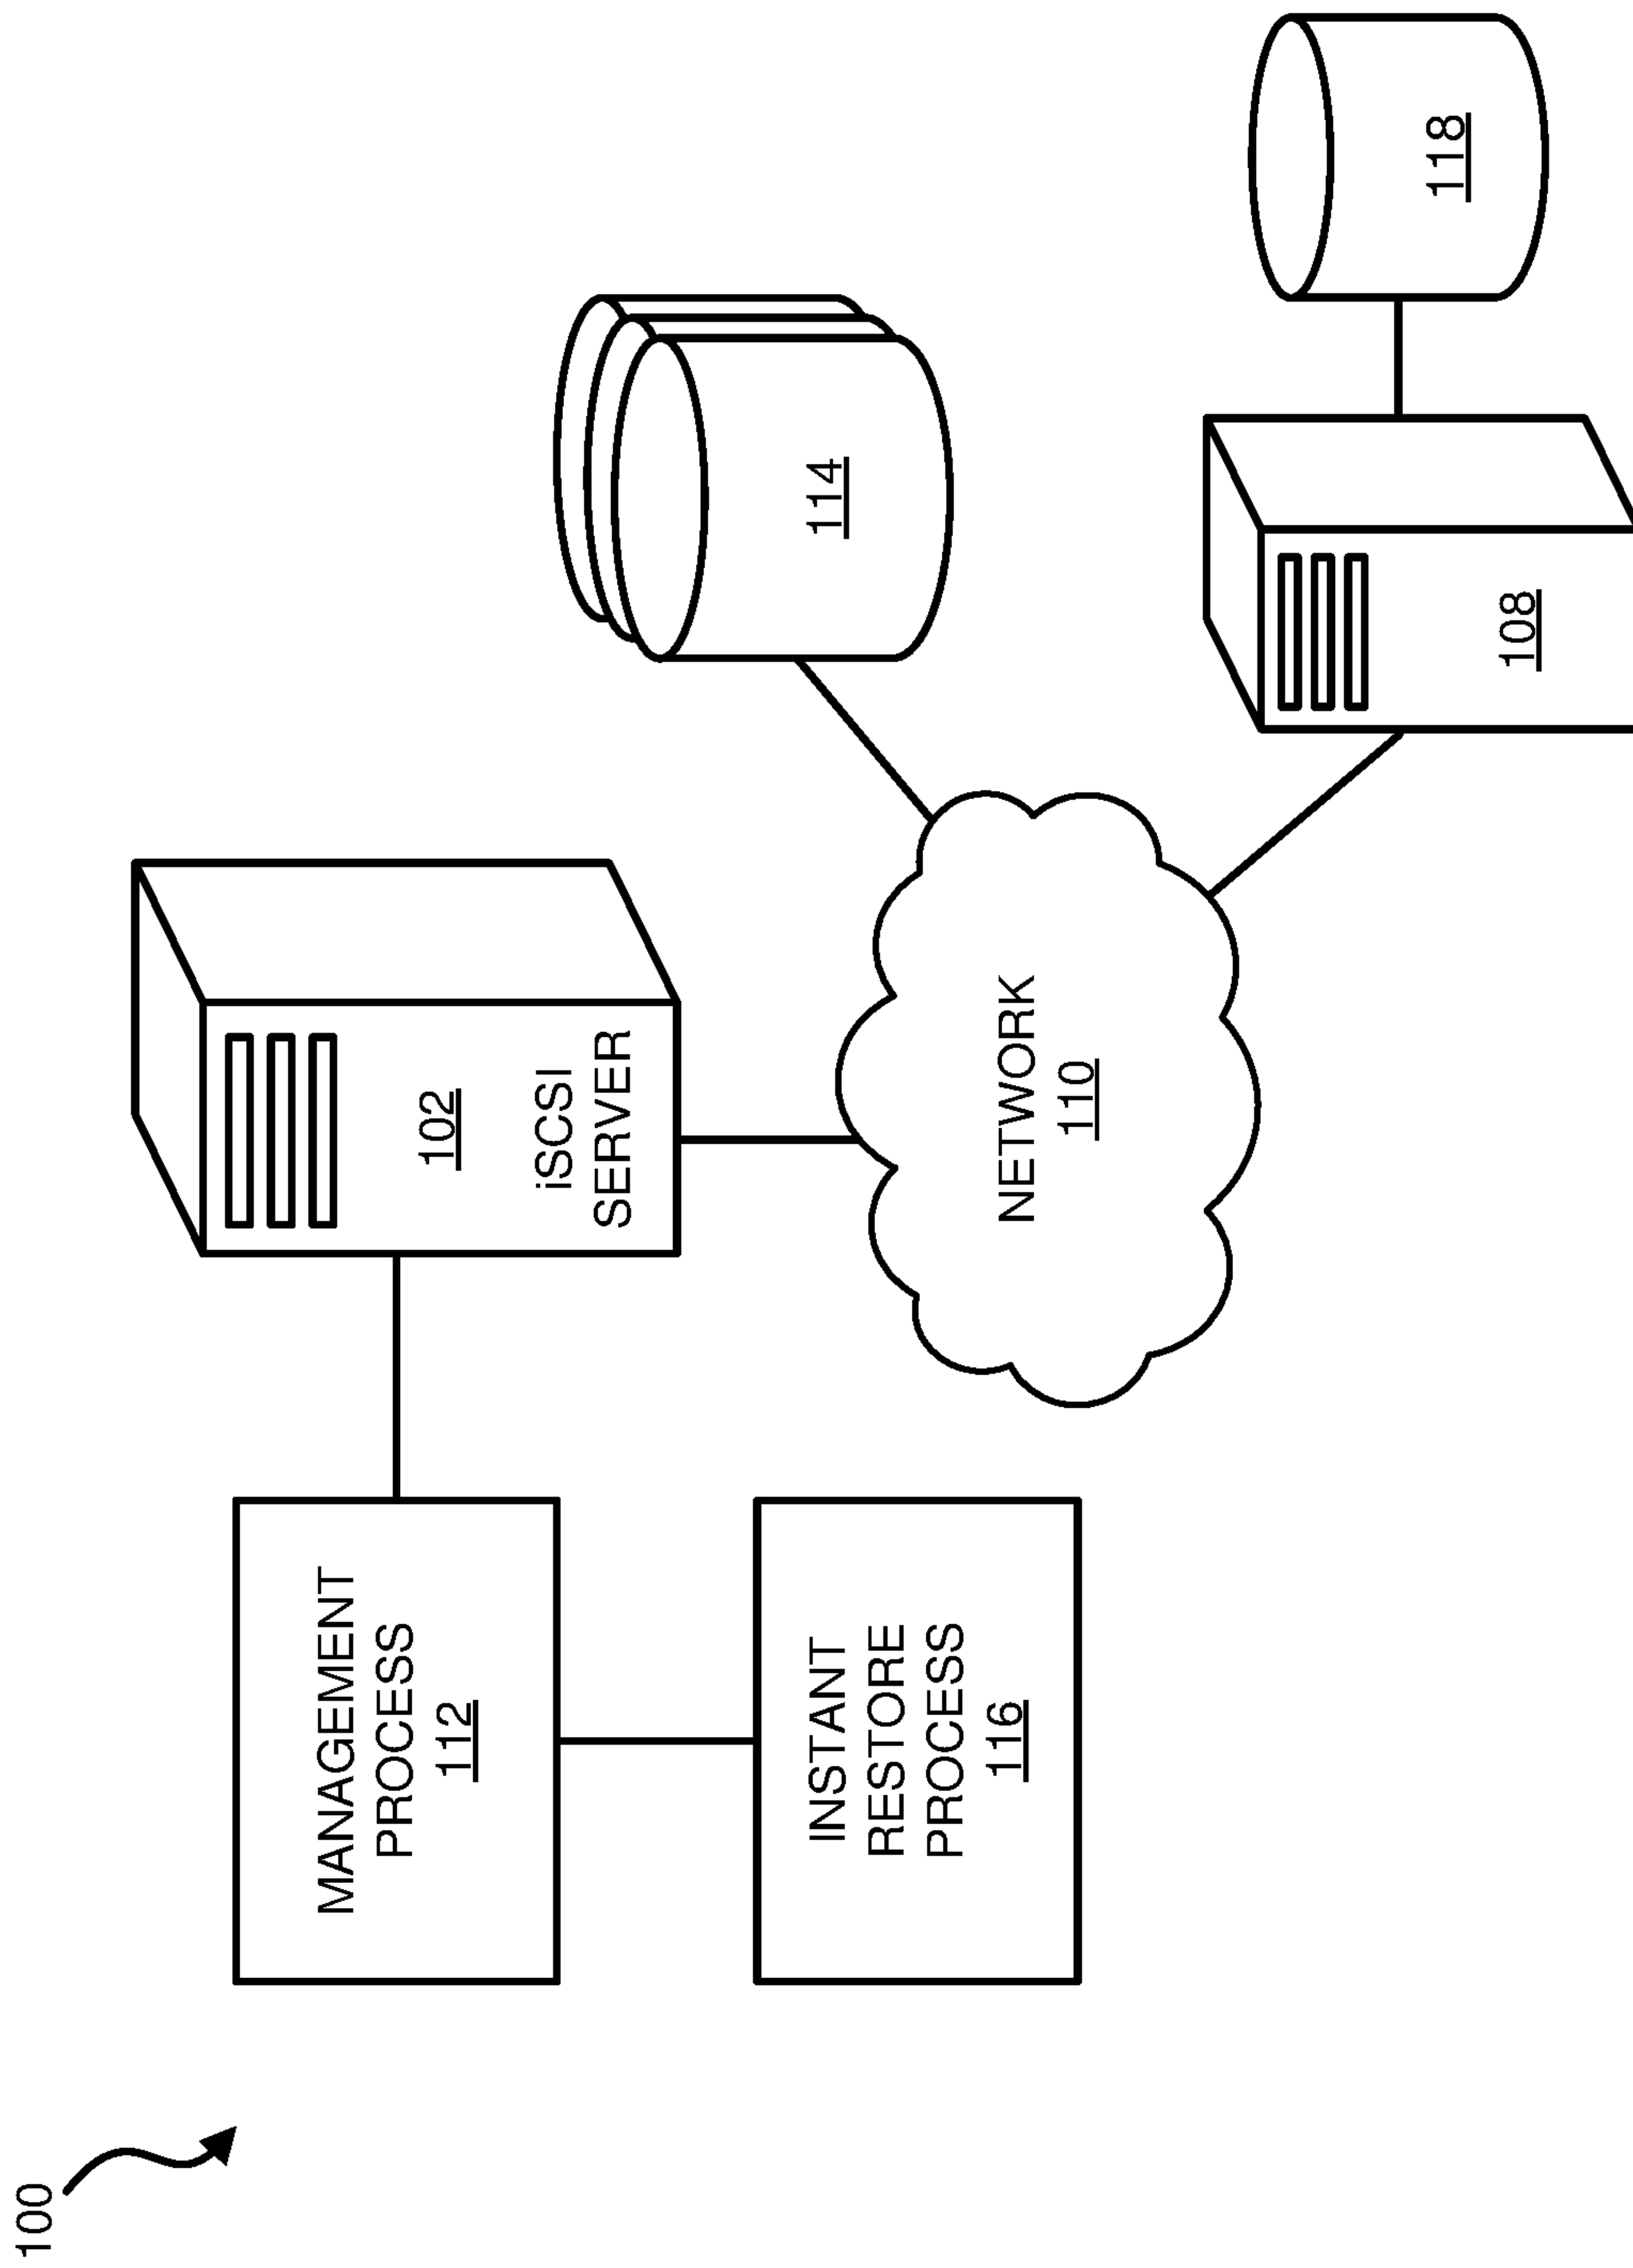 100
MANAGEMENT
PROCESS
112
INSTANT
RESTORE
PROCESS
116
102
iSCSI
SERVER
NETWORK
110
114
108
118